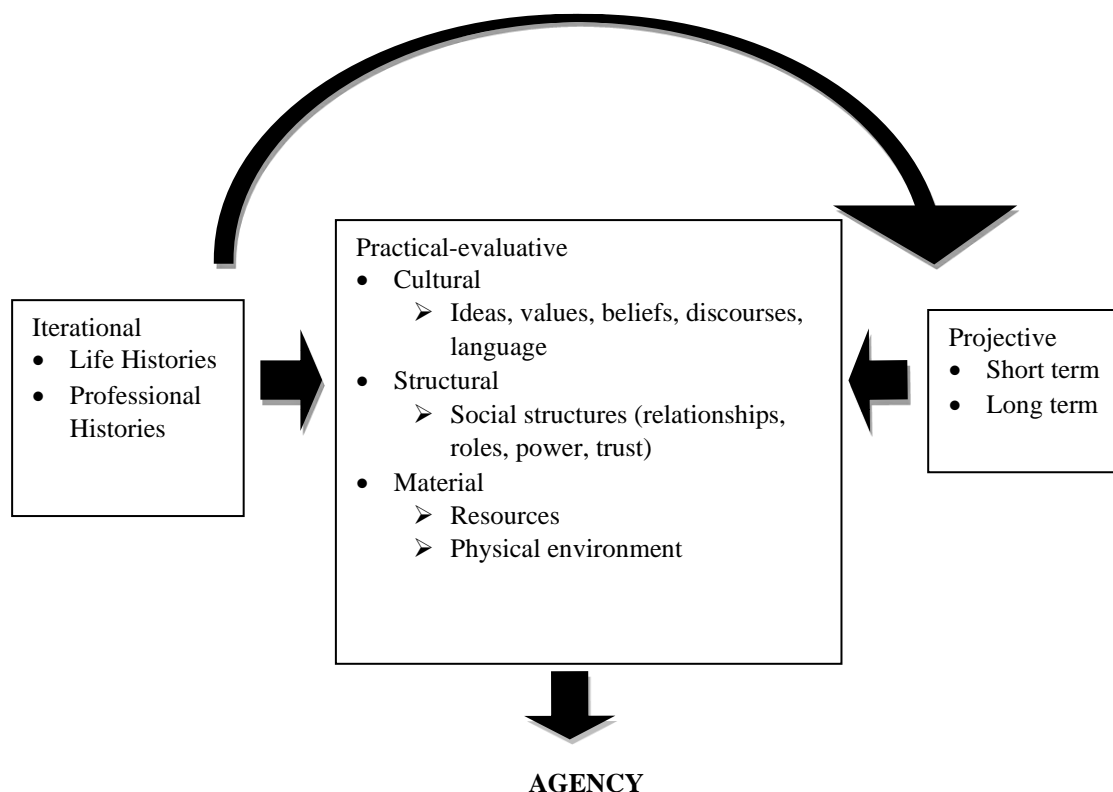 Iterational
• Life Histories
• Professional
Histories
Practical-evaluative
• Cultural
➢ Ideas, values, beliefs, discourses,
language
• Structural
➢ Social structures (relationships,
roles, power, trust)
• Material
➢ Resources
➢ Physical environment
Projective
• Short term
• Long term
AGENCY